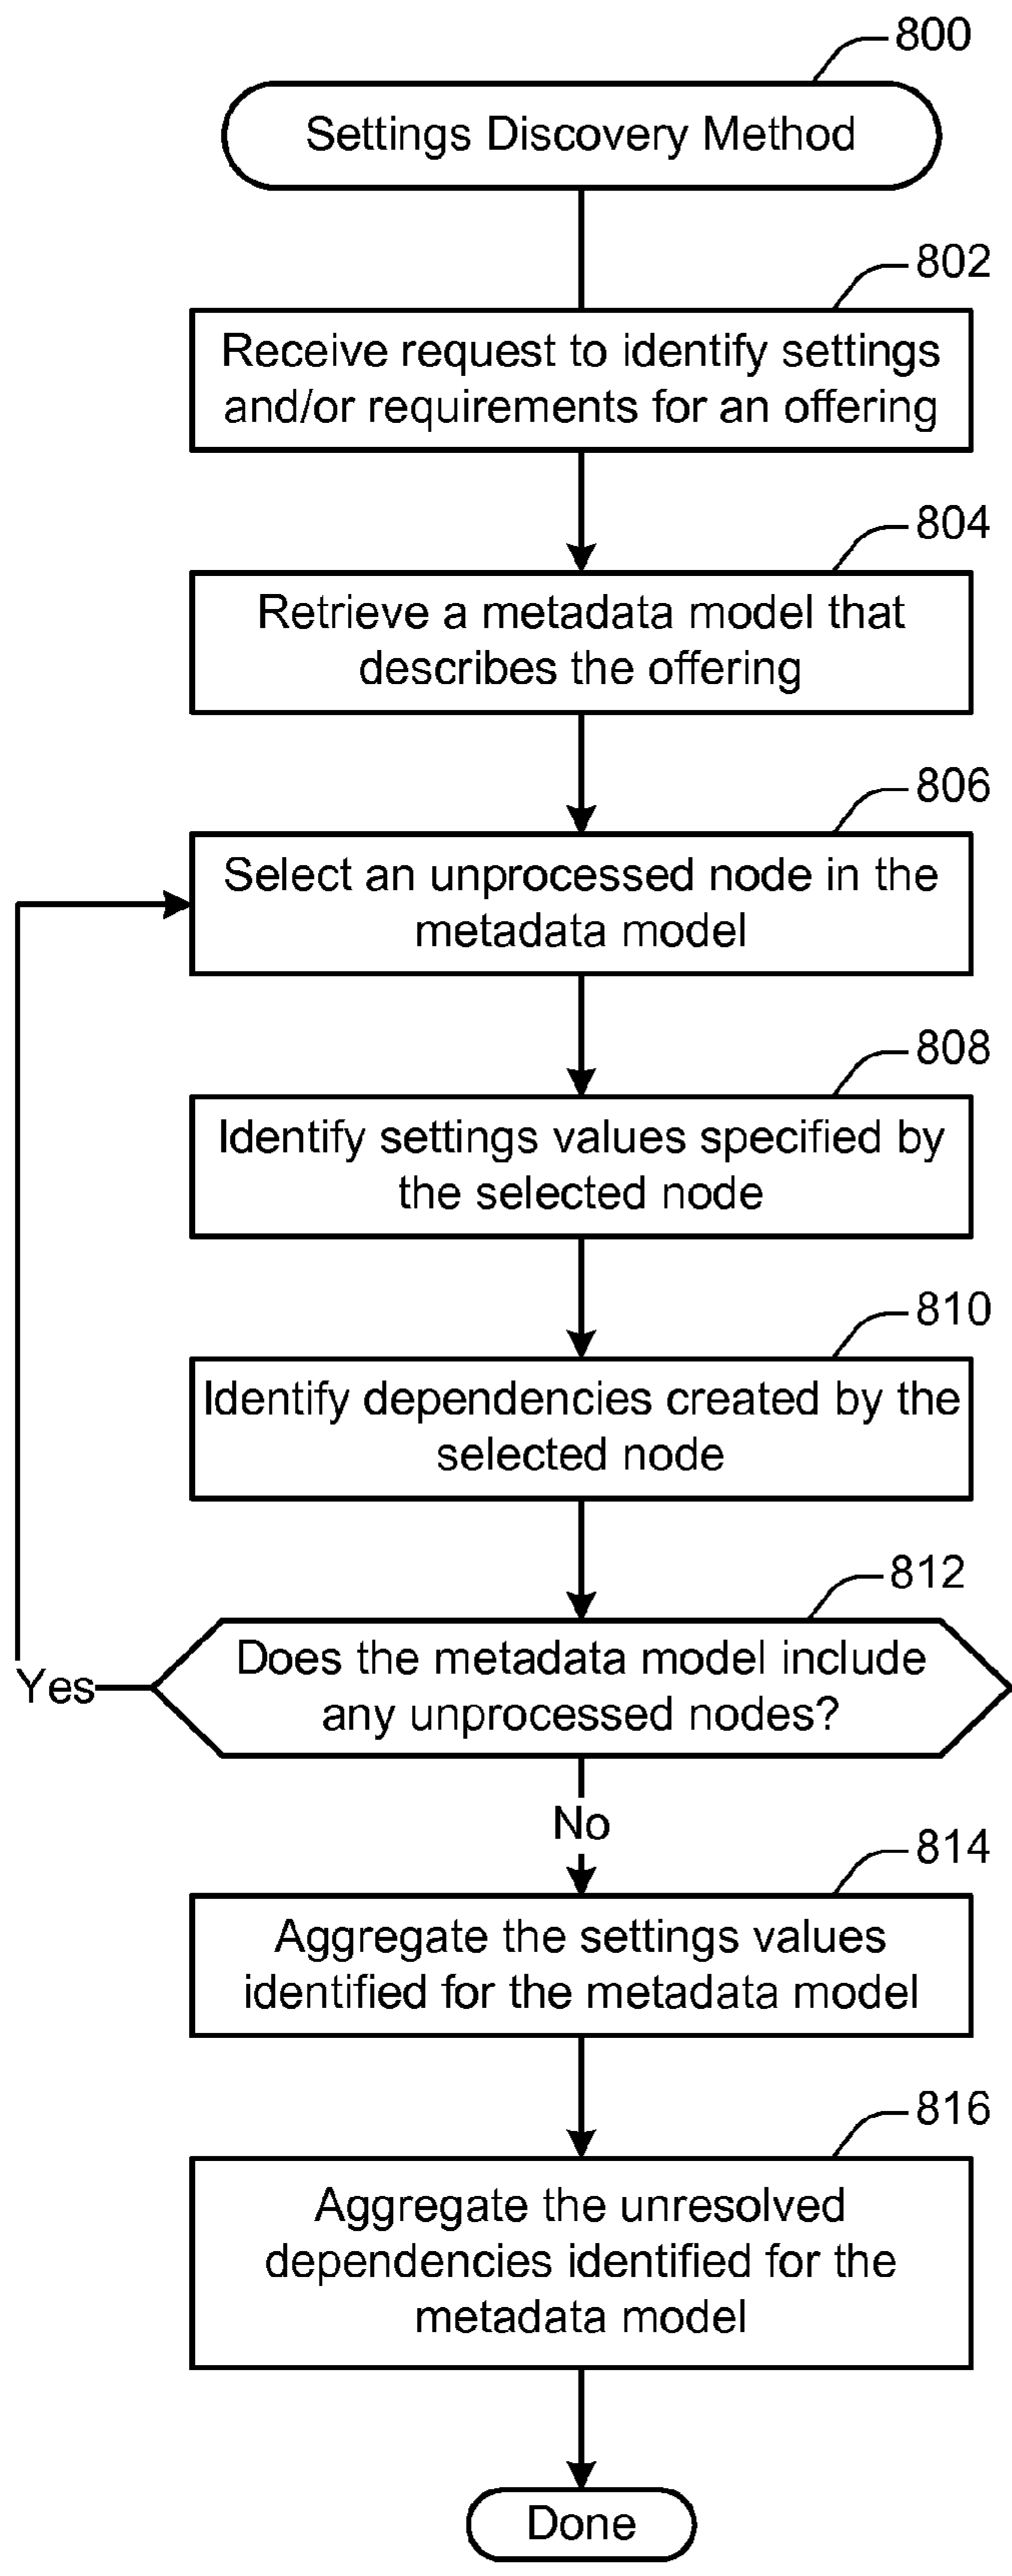 800
Settings Discovery Method
802
Receive request to identify settings
and/or requirements for an offering
804
Retrieve a metadata model that
describes the offering
806
Select an unprocessed node in the
metadata model
808
Identify settings values specified by
the selected node
810
Identify dependencies created by the
selected node
812
Does the metadata model include
any unprocessed nodes?
Yes
No
814
Aggregate the settings values
identified for the metadata model
816
Aggregate the unresolved
dependencies identified for the
metadata model
Done